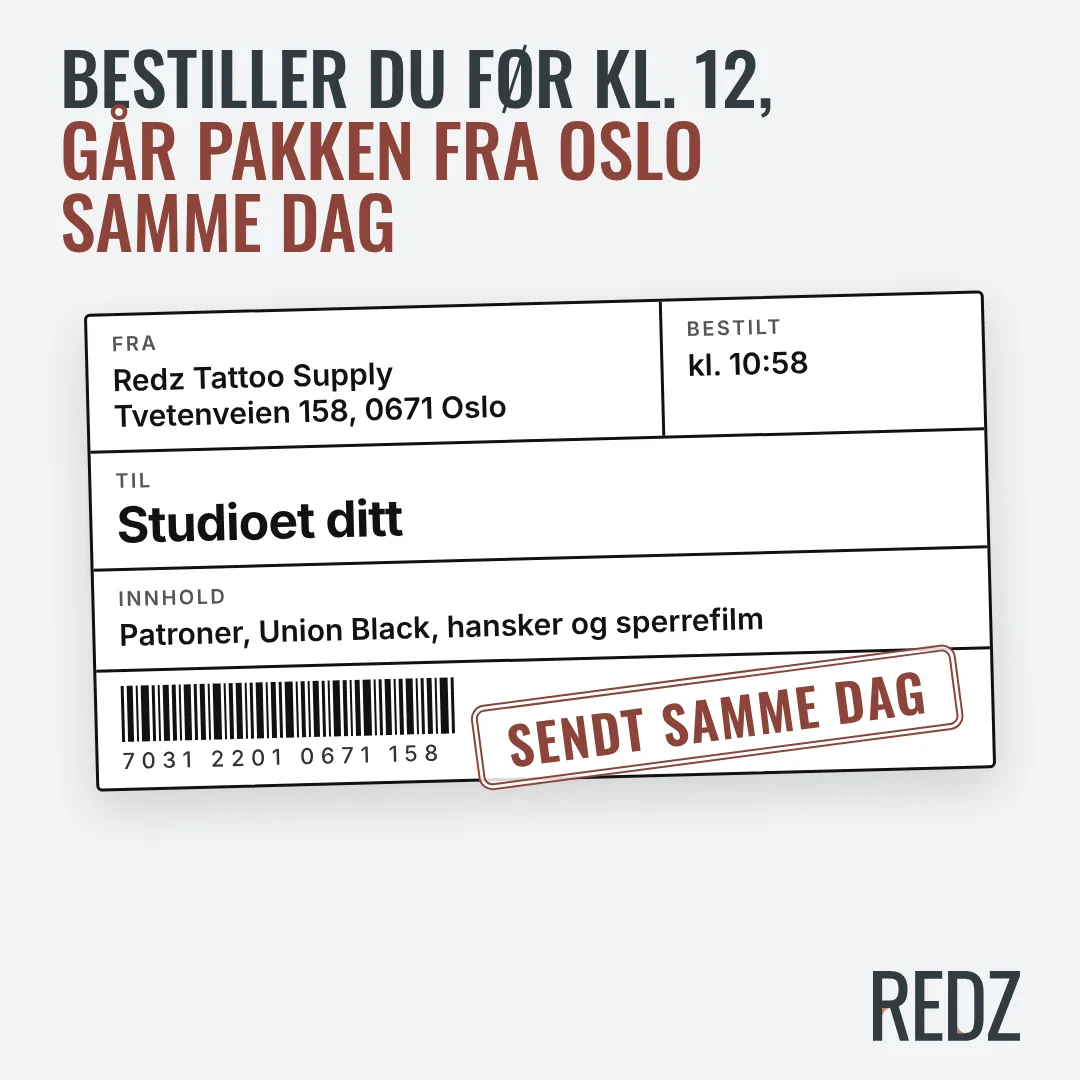 BESTILLER DU FØR KL. 12,
GÅR PAKKEN FRA OSLO
SAMME DAG
FRA
Redz Tattoo Supply
Tvetenveien 158, 0671 Oslo
BESTILT
kl. 10:58
TIL
Studioet ditt
INNHOLD
Patroner, Union Black, hansker og sperrefilm
7031 2201 0671 158
SENDT SAMME DAG
REDZ